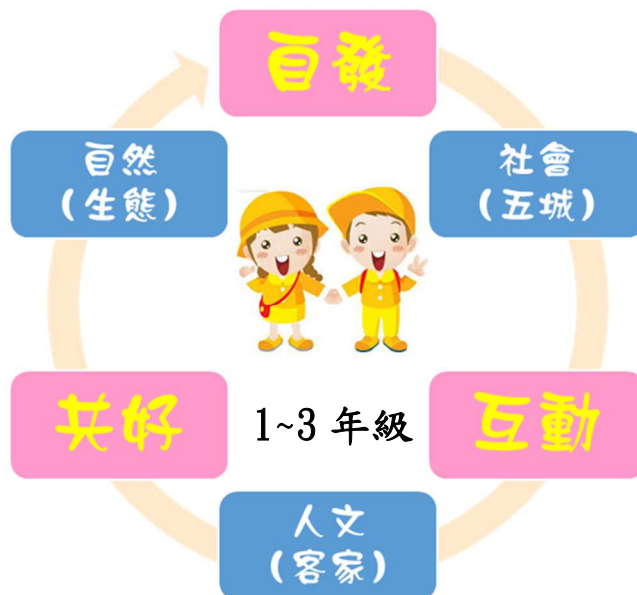 自發
自然
(生態)
社會
(五城)
共好
1~3 年級
互動
人文
(客家)